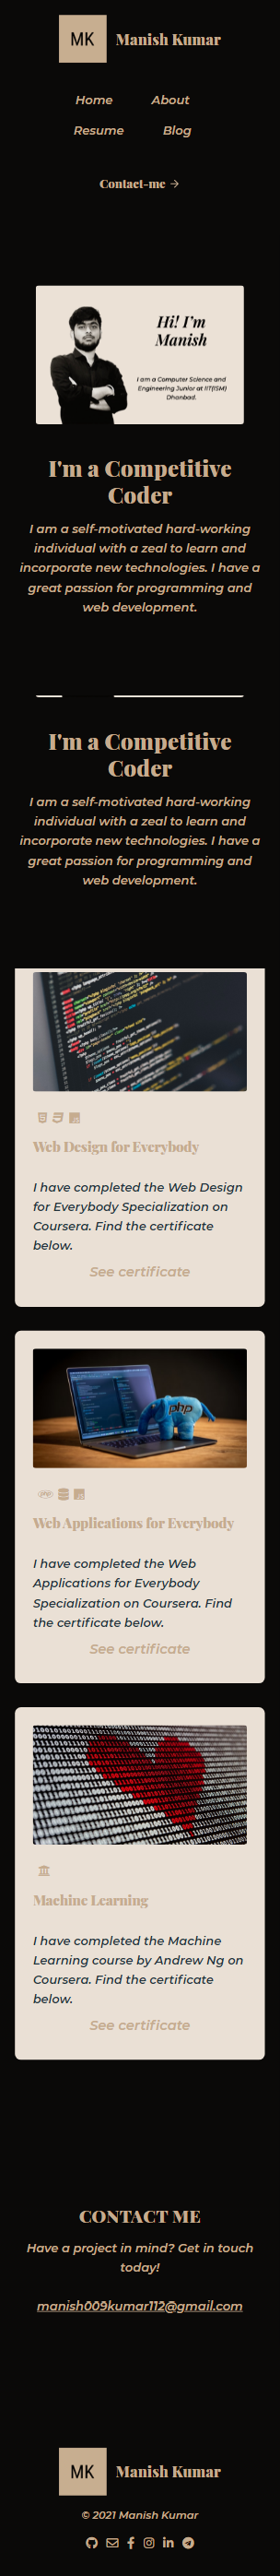 MK Manish Kumar
Home About
Resume Blog
Contact-me →
Hi! I'm
Manish
I am a Computer Science and
Engineering Junior at IIT(ISM)
Dhanbad.
I'm a Competitive
Coder
I am a self-motivated hard-working
individual with a zeal to learn and
incorporate new technologies. I have a
great passion for programming and
web development.
I'm a Competitive
Coder
I am a self-motivated hard-working
individual with a zeal to learn and
incorporate new technologies. I have a
great passion for programming and
web development.
Web Design for Everybody
I have completed the Web Design
for Everybody Specialization on
Coursera. Find the certificate
below.
See certificate
php
php
Web Applications for Everybody
I have completed the Web
Applications for Everybody
Specialization on Coursera. Find
the certificate below.
See certificate
Machine Learning
I have completed the Machine
Learning course by Andrew Ng on
Coursera. Find the certificate
below.
See certificate
CONTACT ME
Have a project in mind? Get in touch
today!
manish009kumar112@gmail.com
MK Manish Kumar
© 2021 Manish Kumar